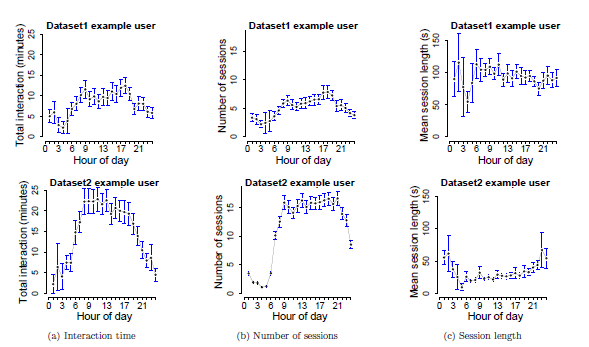 Dataset1 example user
Total interaction (minutes)
0 5 10 15 20 25
0 3 6 9 13 17 21
Hour of day
Dataset1 example user
Number of sessions
0 5 10 15
0 3 6 9 13 17 21
Hour of day
Dataset1 example user
Mean session length (s)
0 50 100 150
0 3 6 9 13 17 21
Hour of day
Dataset2 example user
Total interaction (minutes)
0 5 10 15 20 25
0 3 6 9 13 17 21
Hour of day
Dataset2 example user
Number of sessions
0 5 10 15
0 3 6 9 13 17 21
Hour of day
Dataset2 example user
Mean session length (s)
0 50 100 150
0 3 6 9 13 17 21
Hour of day
(a) Interaction time
(b) Number of sessions
(c) Session length